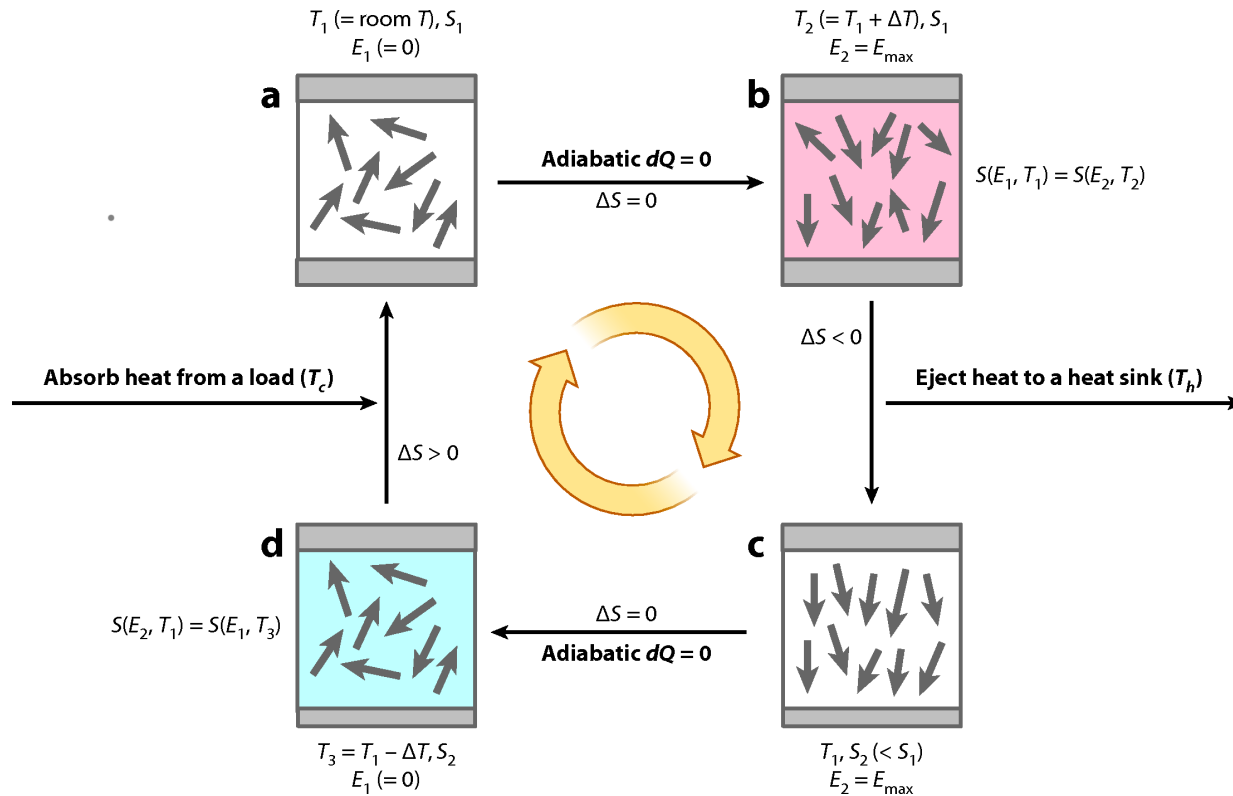 T₁ (= room T), S₁
E₁ (= 0)
T₂ (= T₁ + ΔT), S₁
E₂ = Eₘₐₓ
a
b
Adiabatic dQ = 0
ΔS = 0
S(E₁, T₁) = S(E₂, T₂)
ΔS < 0
Absorb heat from a load (T_c)
Eject heat to a heat sink (Tₕ)
ΔS > 0
d
c
S(E₂, T₁) = S(E₁, T₃)
ΔS = 0
Adiabatic dQ = 0
T₃ = T₁ – ΔT, S₂
E₁ (= 0)
T₁, S₂ (< S₁)
E₂ = Eₘₐₓ